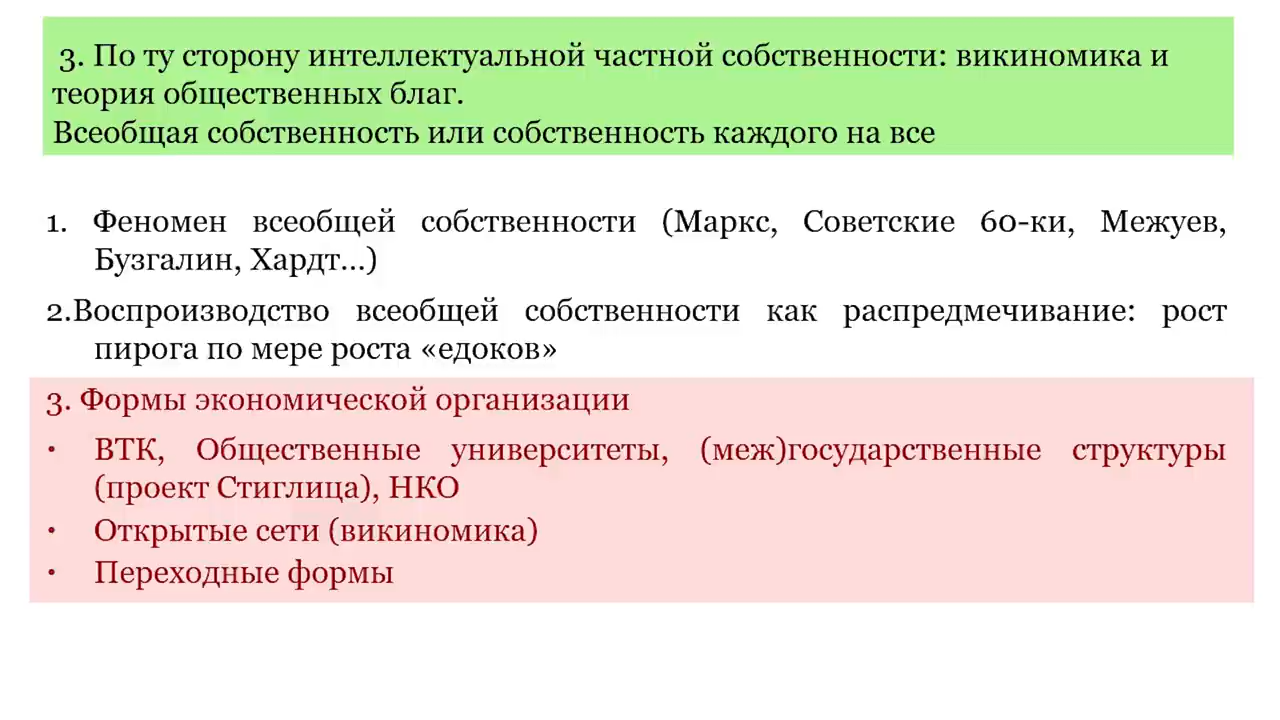 3. По ту сторону интеллектуальной частной собственности: викиномика и
теория общественных благ.
Всеобщая собственность или собственность каждого на все
1. Феномен всеобщей собственности (Маркс, Советские 60-ки, Межуев,
Бузгалин, Хардт...)
2.Воспроизводство всеобщей собственности как распредмечивание: рост
пирога по мере роста «едоков»
3. Формы экономической организации
• ВТК, Общественные университеты, (меж)государственные структуры
(проект Стиглица), НКО
• Открытые сети (викиномика)
• Переходные формы